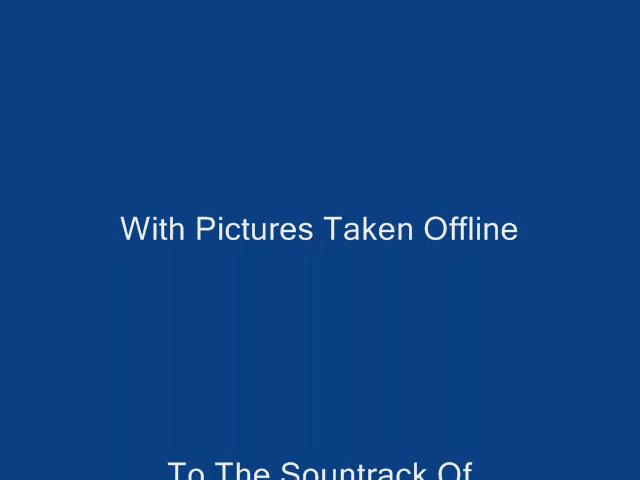 With Pictures Taken Offline
To The Sountrack Of